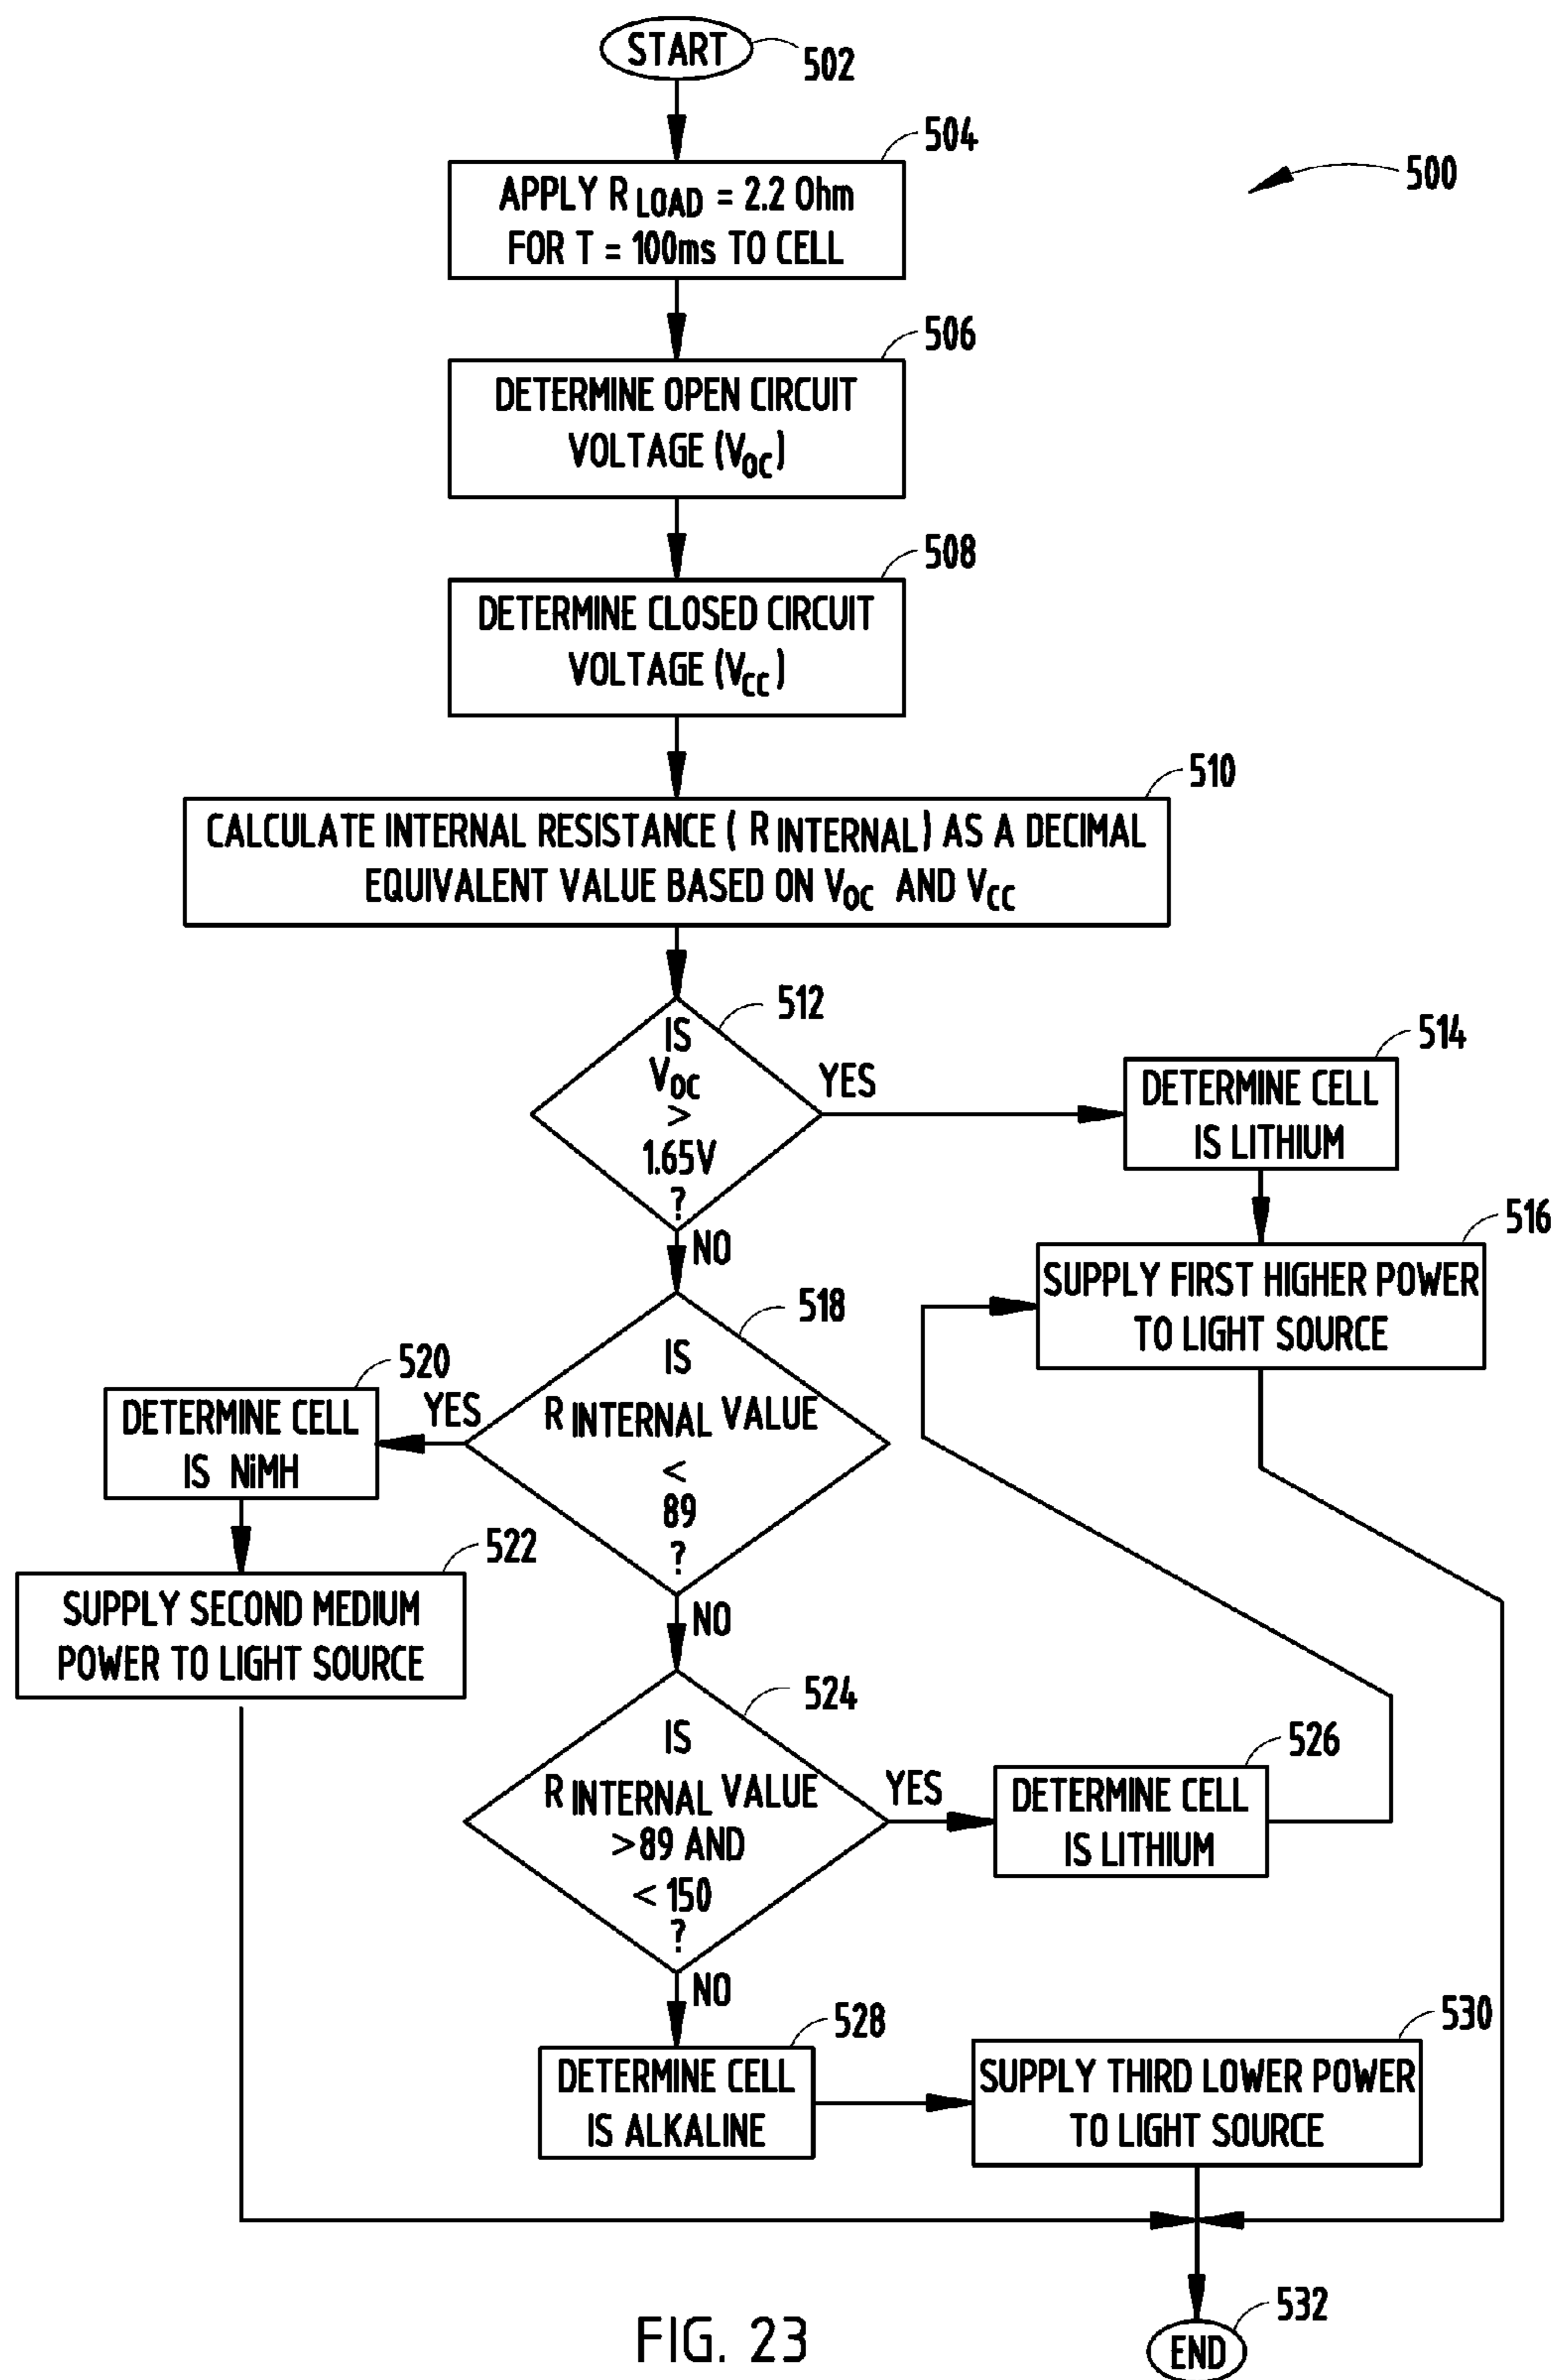 START
502
504
500
APPLY R LOAD = 2.2 Ohm
FOR T = 100ms TO CELL
506
DETERMINE OPEN CIRCUIT
VOLTAGE (VOC)
508
DETERMINE CLOSED CIRCUIT
VOLTAGE (VCC)
510
CALCULATE INTERNAL RESISTANCE ( R INTERNAL) AS A DECIMAL
EQUIVALENT VALUE BASED ON VOC AND VCC
512
IS
VOC
>
1.65V
?
YES
NO
514
DETERMINE CELL
IS LITHIUM
516
SUPPLY FIRST HIGHER POWER
TO LIGHT SOURCE
518
IS
R INTERNAL VALUE
<
89
?
YES
NO
520
DETERMINE CELL
IS NiMH
522
SUPPLY SECOND MEDIUM
POWER TO LIGHT SOURCE
524
IS
R INTERNAL VALUE
>89 AND
< 150
?
YES
NO
526
DETERMINE CELL
IS LITHIUM
528
DETERMINE CELL
IS ALKALINE
530
SUPPLY THIRD LOWER POWER
TO LIGHT SOURCE
532
END
FIG. 23